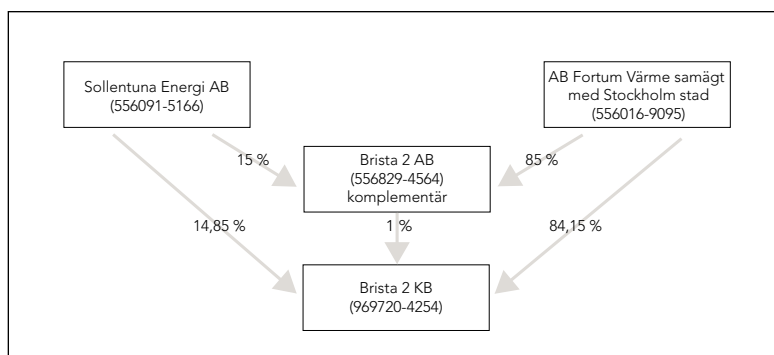 Sollentuna Energi AB
(556091-5166)
AB Fortum Värme samägt
med Stockholm stad
(556016-9095)
15 %
Brista 2 AB
(556829-4564)
komplementär
85 %
14,85 %
1 %
84,15 %
Brista 2 KB
(969720-4254)